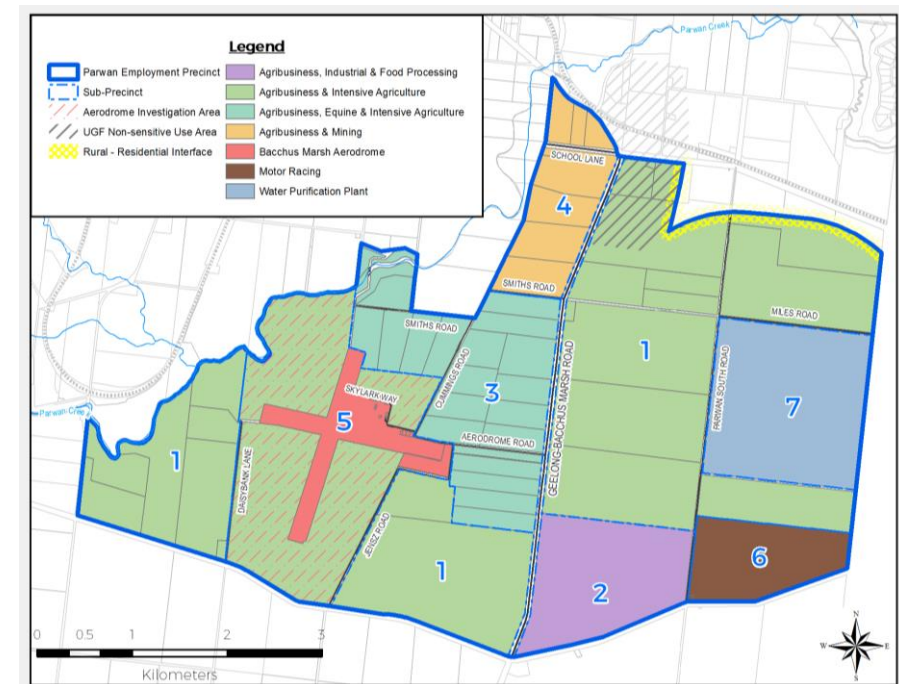 Legend
Parwan Employment Precinct
Sub-Precinct
Aerodrome Investigation Area
UGF Non-sensitive Use Area
Rural - Residential Interface
Agribusiness, Industrial & Food Processing
Agribusiness & Intensive Agriculture
Agribusiness, Equine & Intensive Agriculture
Agribusiness & Mining
Bacchus Marsh Aerodrome
Motor Racing
Water Purification Plant
Parwan Creek
SCHOOL LANE
4
SMITHS ROAD
MILES ROAD
SMITHS ROAD
CUMMINGS ROAD
GEELONG-BACCHUS MARSH ROAD
1
PARWAN SOUTH ROAD
7
SKYLARK WAY
3
5
AERODROME ROAD
Parwan Creek
1
DAISYBANK LANE
JENSZ ROAD
1
2
6
0 0.5 1 2 3
Kilometers
N
W
E
S